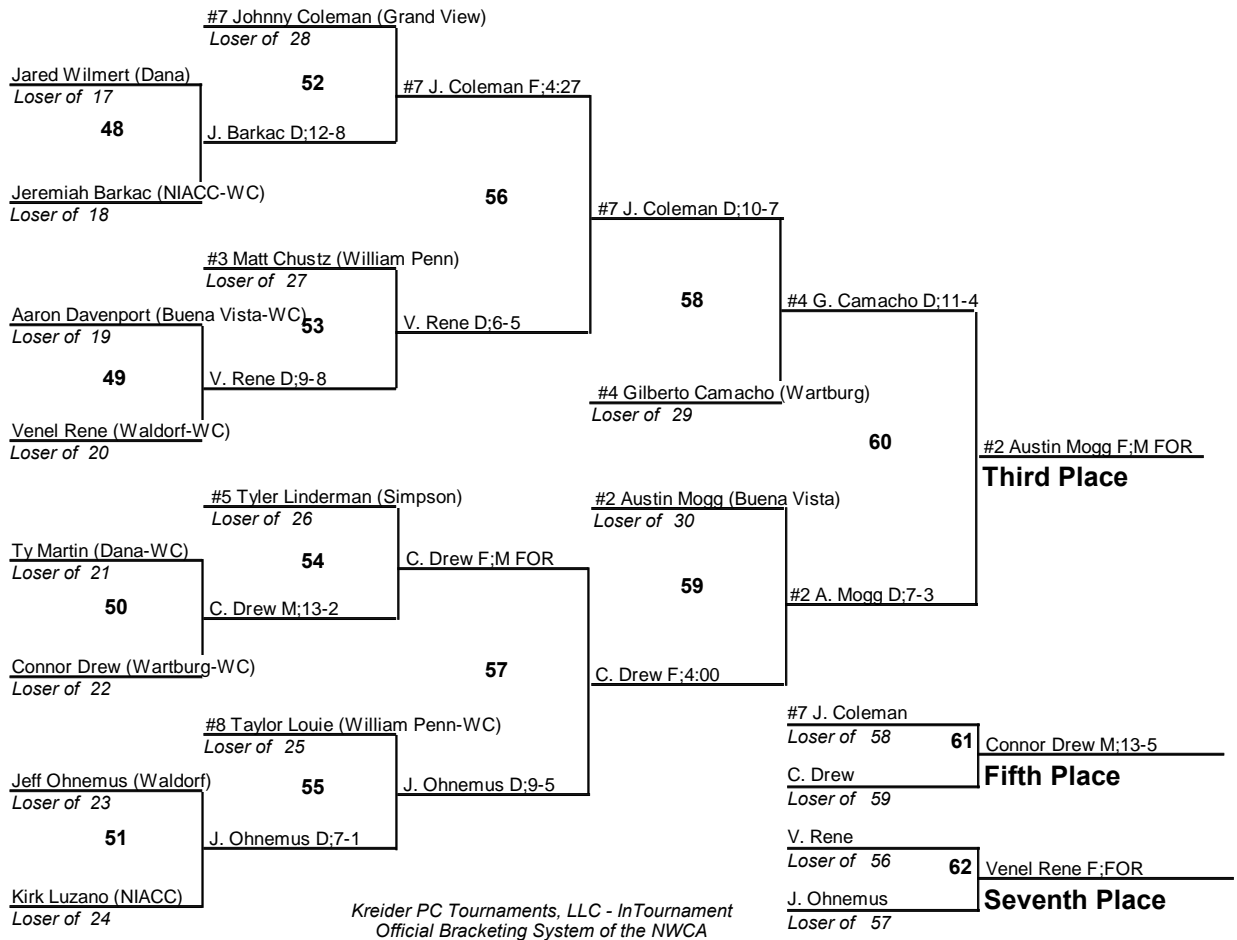 #7 Johnny Coleman (Grand View)
Loser of 28
Jared Wilmert (Dana)
Loser of 17
52
#7 J. Coleman F;4:27
48
J. Barkac D;12-8
Jeremiah Barkac (NIACC-WC)
Loser of 18
56
#7 J. Coleman D;10-7
#3 Matt Chustz (William Penn)
Loser of 27
Aaron Davenport (Buena Vista-WC)
Loser of 19
53
V. Rene D;6-5
58
#4 G. Camacho D;11-4
49
V. Rene D;9-8
#4 Gilberto Camacho (Wartburg)
Loser of 29
Venel Rene (Waldorf-WC)
Loser of 20
60
#2 Austin Mogg F;M FOR
Third Place
#5 Tyler Linderman (Simpson)
Loser of 26
#2 Austin Mogg (Buena Vista)
Loser of 30
Ty Martin (Dana-WC)
Loser of 21
54
C. Drew F;M FOR
59
#2 A. Mogg D;7-3
50
C. Drew M;13-2
Connor Drew (Wartburg-WC)
Loser of 22
57
C. Drew F;4:00
#8 Taylor Louie (William Penn-WC)
Loser of 25
#7 J. Coleman
Loser of 58
61
Connor Drew M;13-5
Fifth Place
C. Drew
Loser of 59
Jeff Ohnemus (Waldorf)
Loser of 23
55
J. Ohnemus D;9-5
51
J. Ohnemus D;7-1
V. Rene
Loser of 56
62
Venel Rene F;FOR
Seventh Place
J. Ohnemus
Loser of 57
Kirk Luzano (NIACC)
Loser of 24
Kreider PC Tournaments, LLC - InTournament
Official Bracketing System of the NWCA